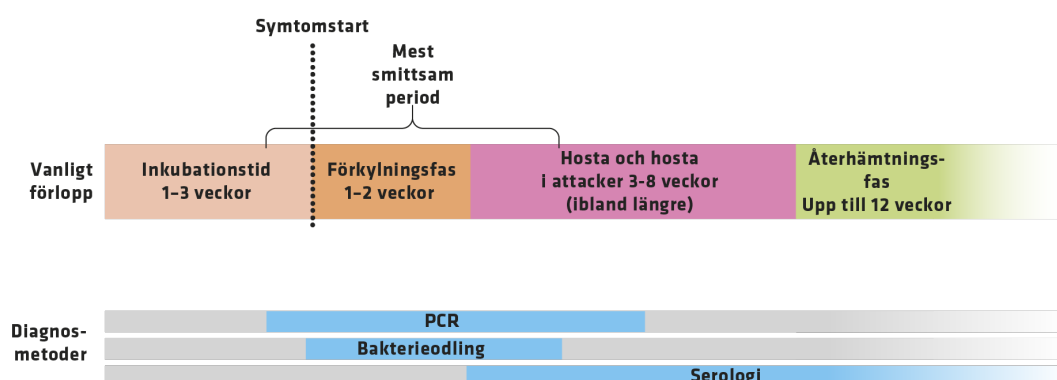 Symtomstart
Mest
smittsam
period
Vanligt
förlopp
Inkubationstid
1–3 veckor
Förkylningsfas
1–2 veckor
Hosta och hosta
i attacker 3-8 veckor
(ibland längre)
Återhämtnings-
fas
Upp till 12 veckor
Diagnos-
metoder
PCR
Bakterieodling
Serologi